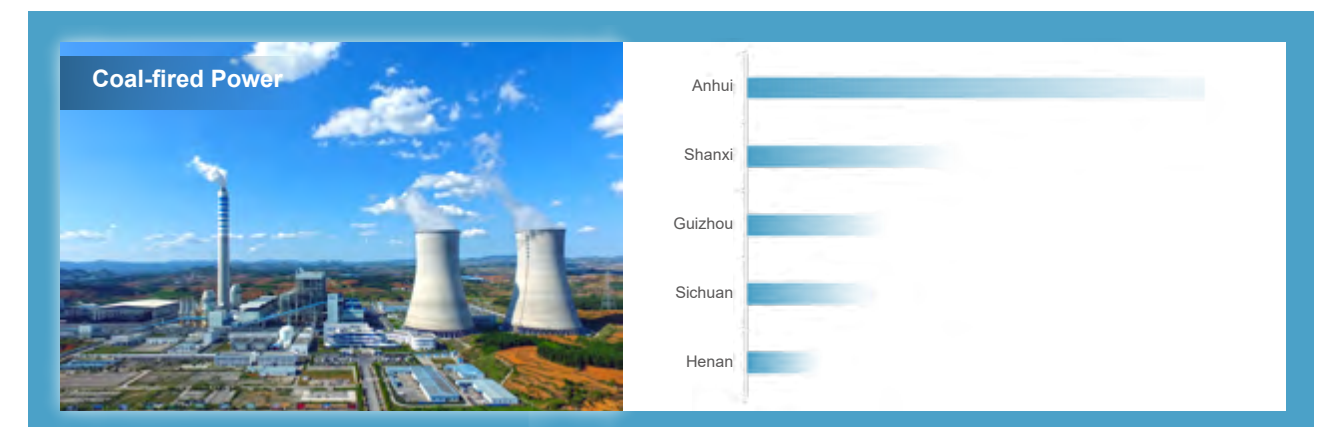 Coal-fired Power
Anhui
Shanxi
Guizhou
Sichuan
Henan